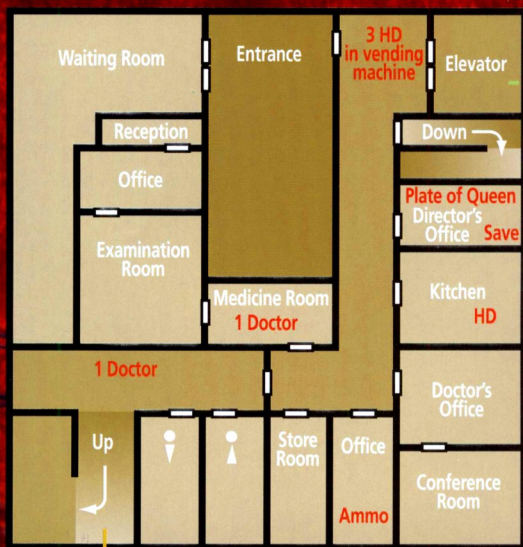 Waiting Room
Entrance
3 HD
in vending
machine
Elevator
Reception
Down
Office
Plate of Queen
Director's
Office
Save
Examination
Room
Medicine Room
1 Doctor
Kitchen
HD
1 Doctor
Doctor's
Office
Up
Store
Room
Office
Ammo
Conference
Room